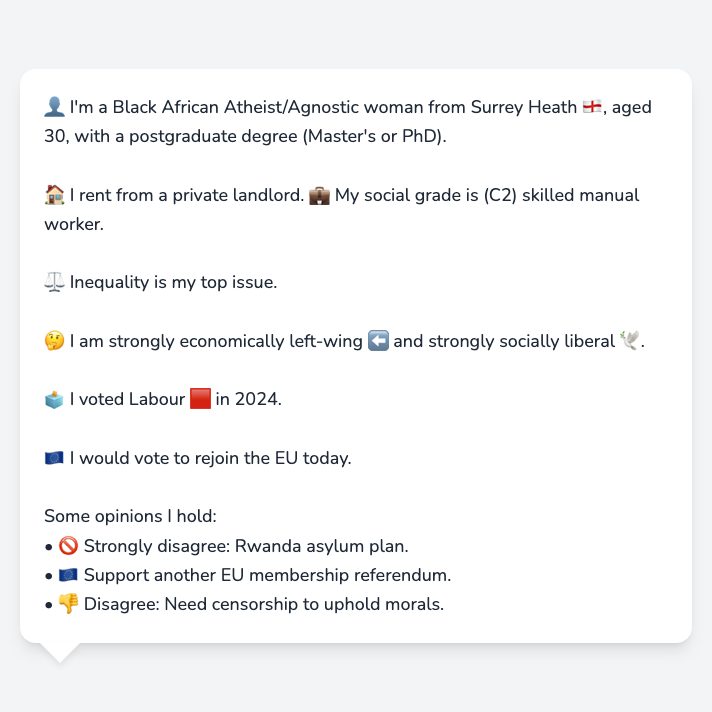 👤 I'm a Black African Atheist/Agnostic woman from Surrey Heath 🏴󠁧󠁢󠁥󠁮󠁧󠁿, aged
30, with a postgraduate degree (Master's or PhD).
🏠 I rent from a private landlord. 💼 My social grade is (C2) skilled manual
worker.
⚖️ Inequality is my top issue.
🤔 I am strongly economically left-wing ⬅️ and strongly socially liberal 🕊️.
🗳️ I voted Labour 🟥 in 2024.
🇪🇺 I would vote to rejoin the EU today.
Some opinions I hold:
• 🚫 Strongly disagree: Rwanda asylum plan.
• 🇪🇺 Support another EU membership referendum.
• 👎 Disagree: Need censorship to uphold morals.